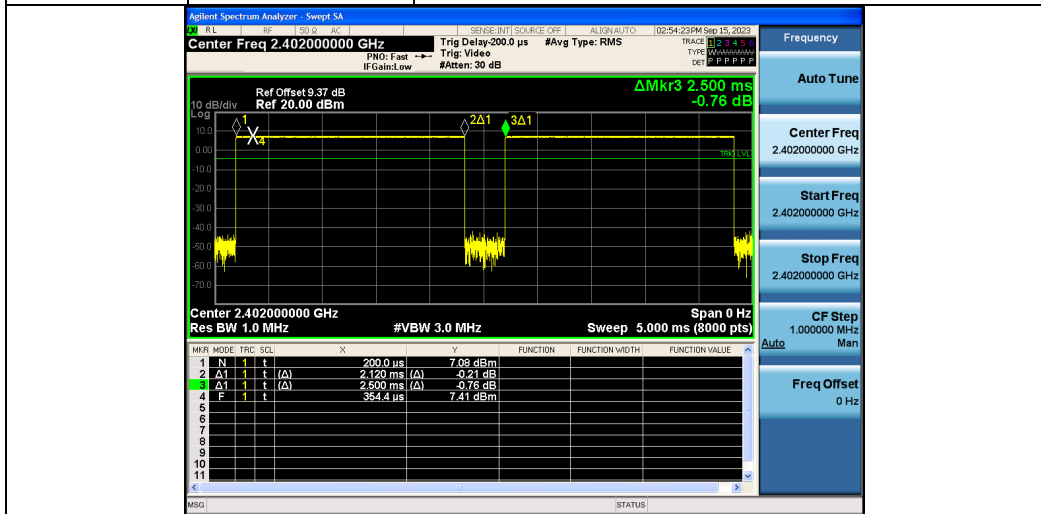 Agilent Spectrum Analyzer - Swept SA
RL RF 50 Ω AC SENSE:INT SOURCE OFF ALIGN AUTO 02:54:23 PM Sep 15, 2023
Center Freq 2.402000000 GHz
PNO: Fast
IFGain:Low
Trig Delay-200.0 µs
Trig: Video
#Atten: 30 dB
#Avg Type: RMS
TRACE 1 2 3 4 5 6
TYPE
DET P P P P P P
Frequency
Auto Tune
ΔMkr3 2.500 ms
-0.76 dB
Ref Offset 9.37 dB
Ref 20.00 dBm
10 dB/div
Log
1
4
2Δ1
3Δ1
10.0
0.00
-10.0
-20.0
-30.0
-40.0
-50.0
-60.0
-70.0
TRIG LVL
Center Freq
2.402000000 GHz
Start Freq
2.402000000 GHz
Stop Freq
2.402000000 GHz
CF Step
1.000000 MHz
Auto Man
Freq Offset
0 Hz
Center 2.402000000 GHz Span 0 Hz
Res BW 1.0 MHz #VBW 3.0 MHz Sweep 5.000 ms (8000 pts)
MKR MODE TRC SCL X Y FUNCTION FUNCTION WIDTH FUNCTION VALUE
1 N 1 t 200.0 µs 7.08 dBm
2 Δ1 1 t (Δ) 2.120 ms (Δ) -0.21 dB
3 Δ1 1 t (Δ) 2.500 ms (Δ) -0.76 dB
4 F 1 t 354.4 µs 7.41 dBm
5
6
7
8
9
10
11
MSG STATUS